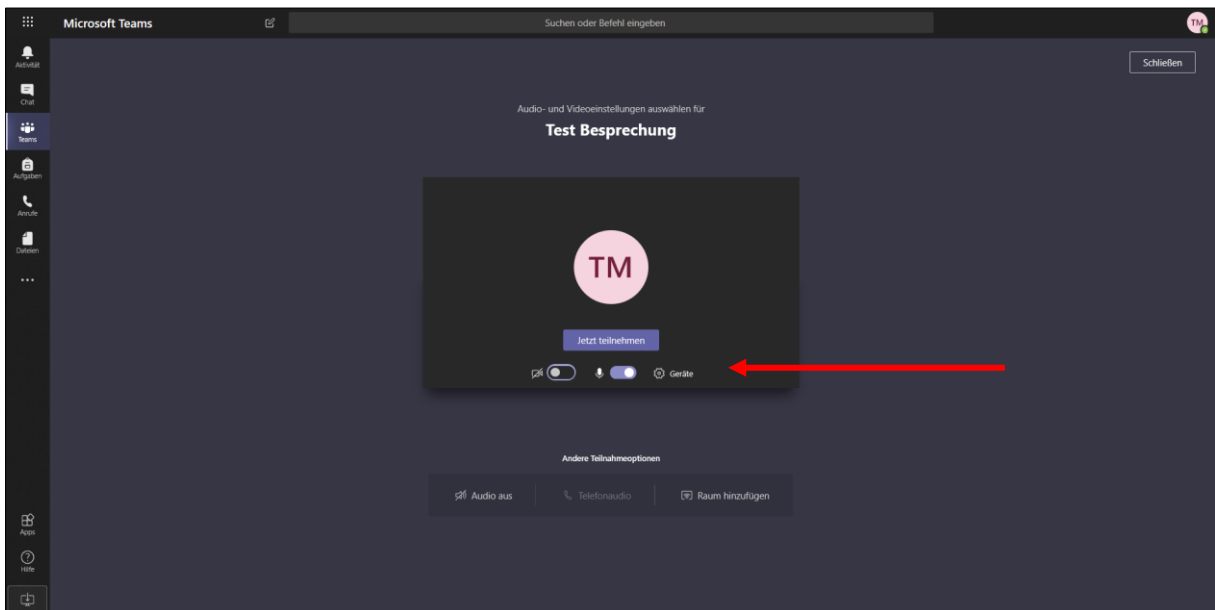 Microsoft Teams
Suchen oder Befehl eingeben
TM
Aktivität
Chat
Teams
Aufgaben
Anrufe
Dateien
Apps
Hilfe
Schließen
Audio- und Videoeinstellungen auswählen für
Test Besprechung
TM
Jetzt teilnehmen
Geräte
Andere Teilnahmeoptionen
Audio aus
Telefonaudio
Raum hinzufügen